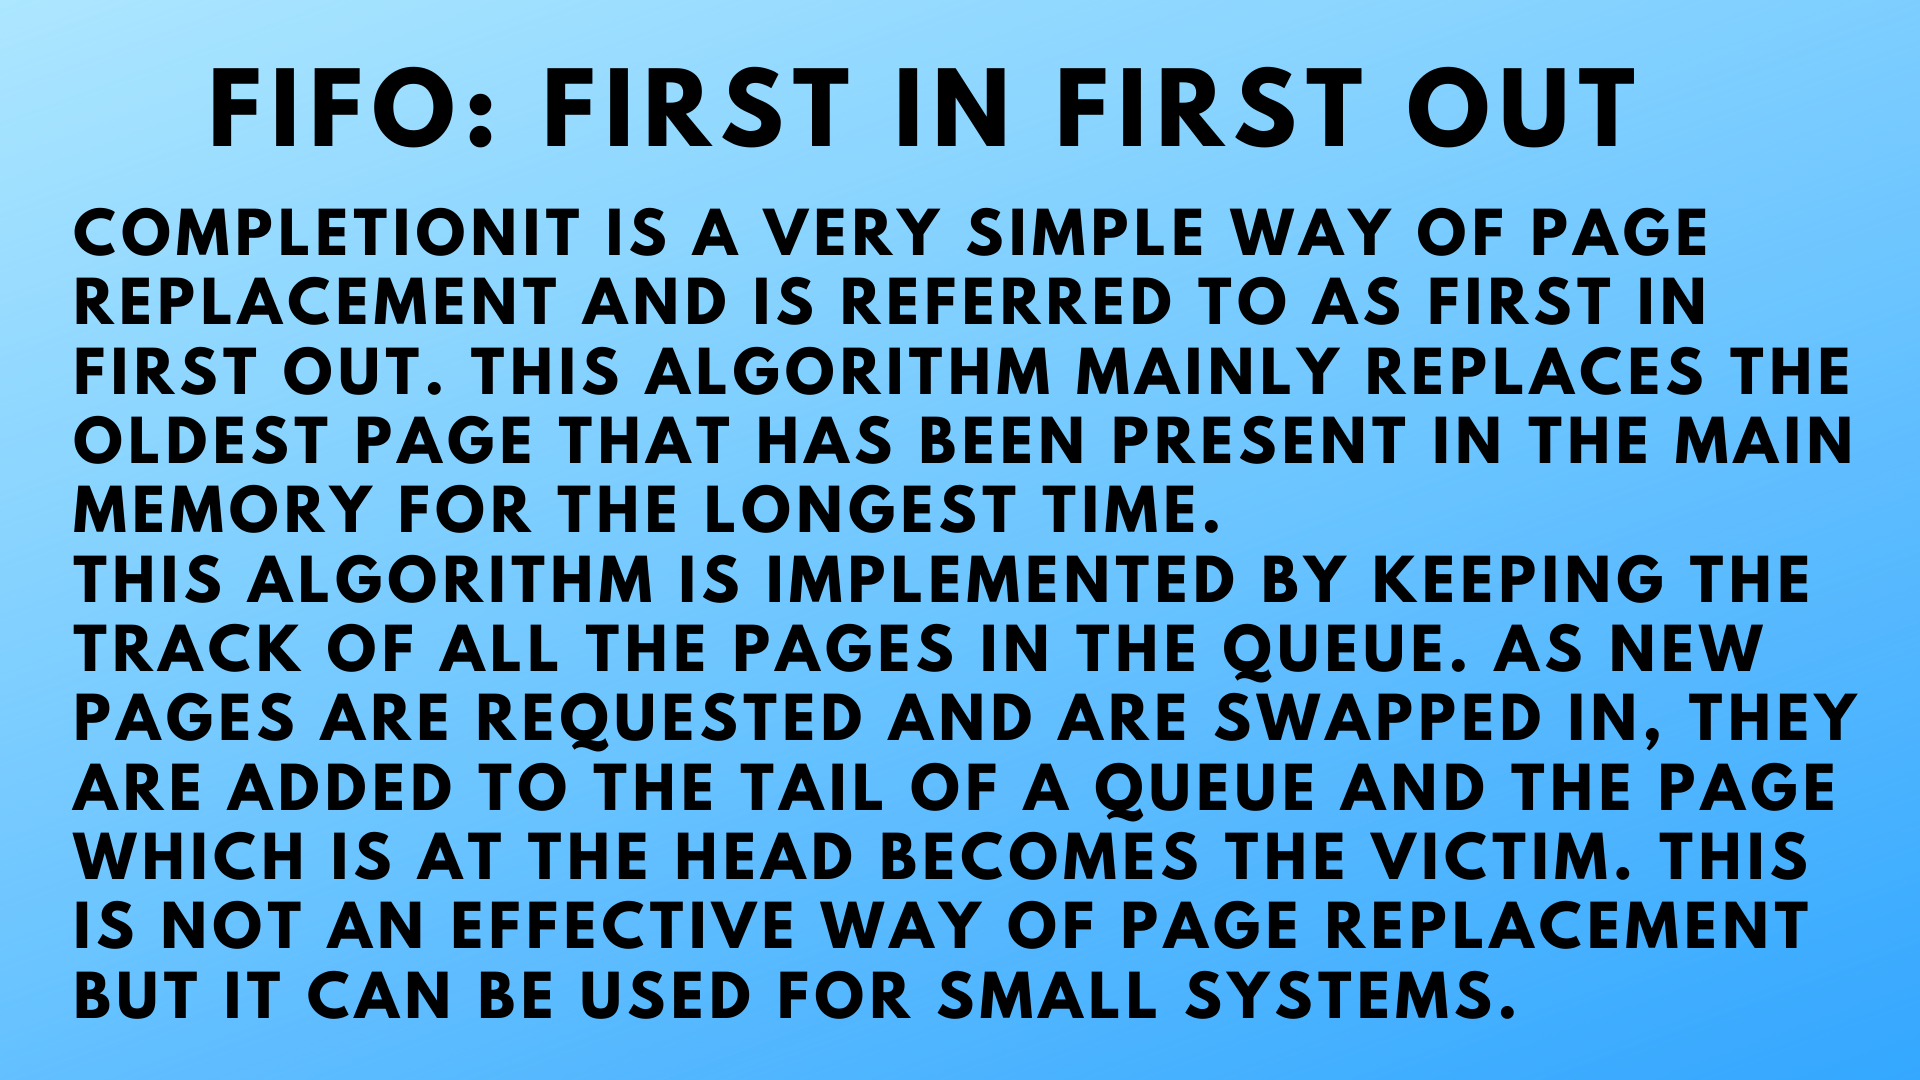 FIFO: FIRST IN FIRST OUT
COMPLETIONIT IS A VERY SIMPLE WAY OF PAGE
REPLACEMENT AND IS REFERRED TO AS FIRST IN
FIRST OUT. THIS ALGORITHM MAINLY REPLACES THE
OLDEST PAGE THAT HAS BEEN PRESENT IN THE MAIN
MEMORY FOR THE LONGEST TIME.
THIS ALGORITHM IS IMPLEMENTED BY KEEPING THE
TRACK OF ALL THE PAGES IN THE QUEUE. AS NEW
PAGES ARE REQUESTED AND ARE SWAPPED IN, THEY
ARE ADDED TO THE TAIL OF A QUEUE AND THE PAGE
WHICH IS AT THE HEAD BECOMES THE VICTIM. THIS
IS NOT AN EFFECTIVE WAY OF PAGE REPLACEMENT
BUT IT CAN BE USED FOR SMALL SYSTEMS.